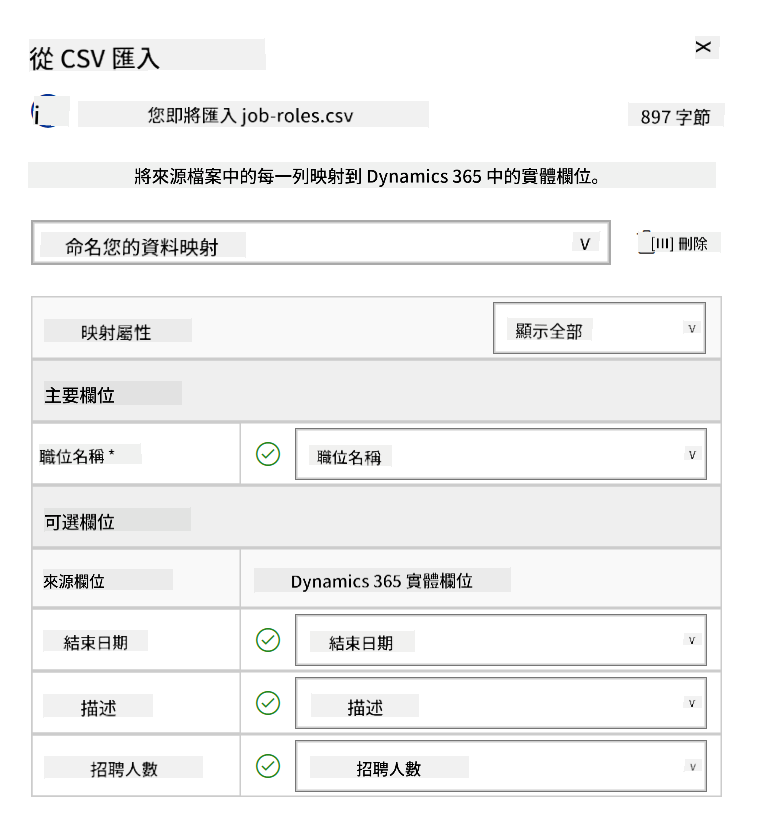 從 CSV 匯入
i 您即將匯入 job-roles.csv 897 字節
將來源檔案中的每一列映射到 Dynamics 365 中的實體欄位。
命名您的資料映射 V [III] 刪除
映射屬性 顯示全部 V
主要欄位
職位名稱 * 職位名稱 V
可選欄位
來源欄位 Dynamics 365 實體欄位
結束日期 結束日期 V
描述 描述 V
招聘人數 招聘人數 V